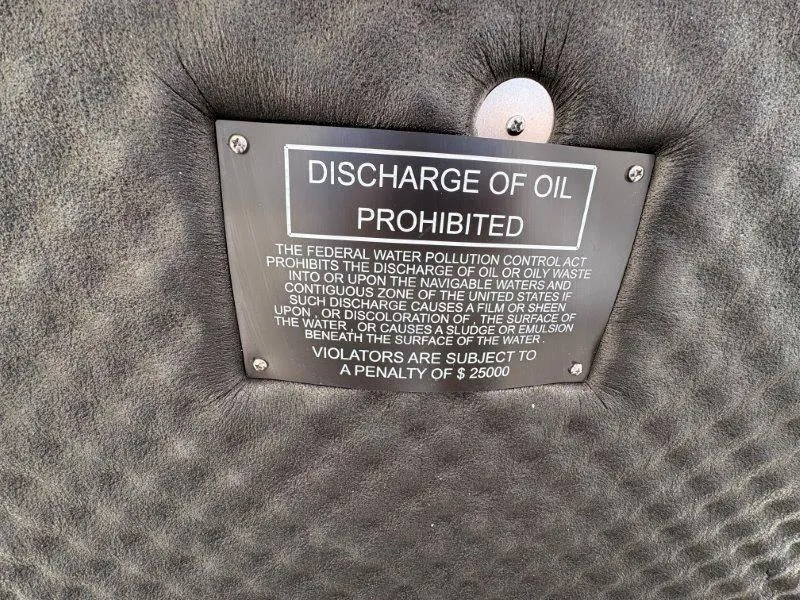 DISCHARGE OF OIL
PROHIBITED
THE FEDERAL WATER POLLUTION CONTROL ACT
PROHIBITS THE DISCHARGE OF OIL OR OILY WASTE
INTO OR UPON THE NAVIGABLE WATERS AND
CONTIGUOUS ZONE OF THE UNITED STATES IF
SUCH DISCHARGE CAUSES A FILM OR SHEEN
UPON , OR DISCOLORATION OF , THE SURFACE OF
THE WATER , OR CAUSES A SLUDGE OR EMULSION
BENEATH THE SURFACE OF THE WATER .
VIOLATORS ARE SUBJECT TO
A PENALTY OF $ 25000